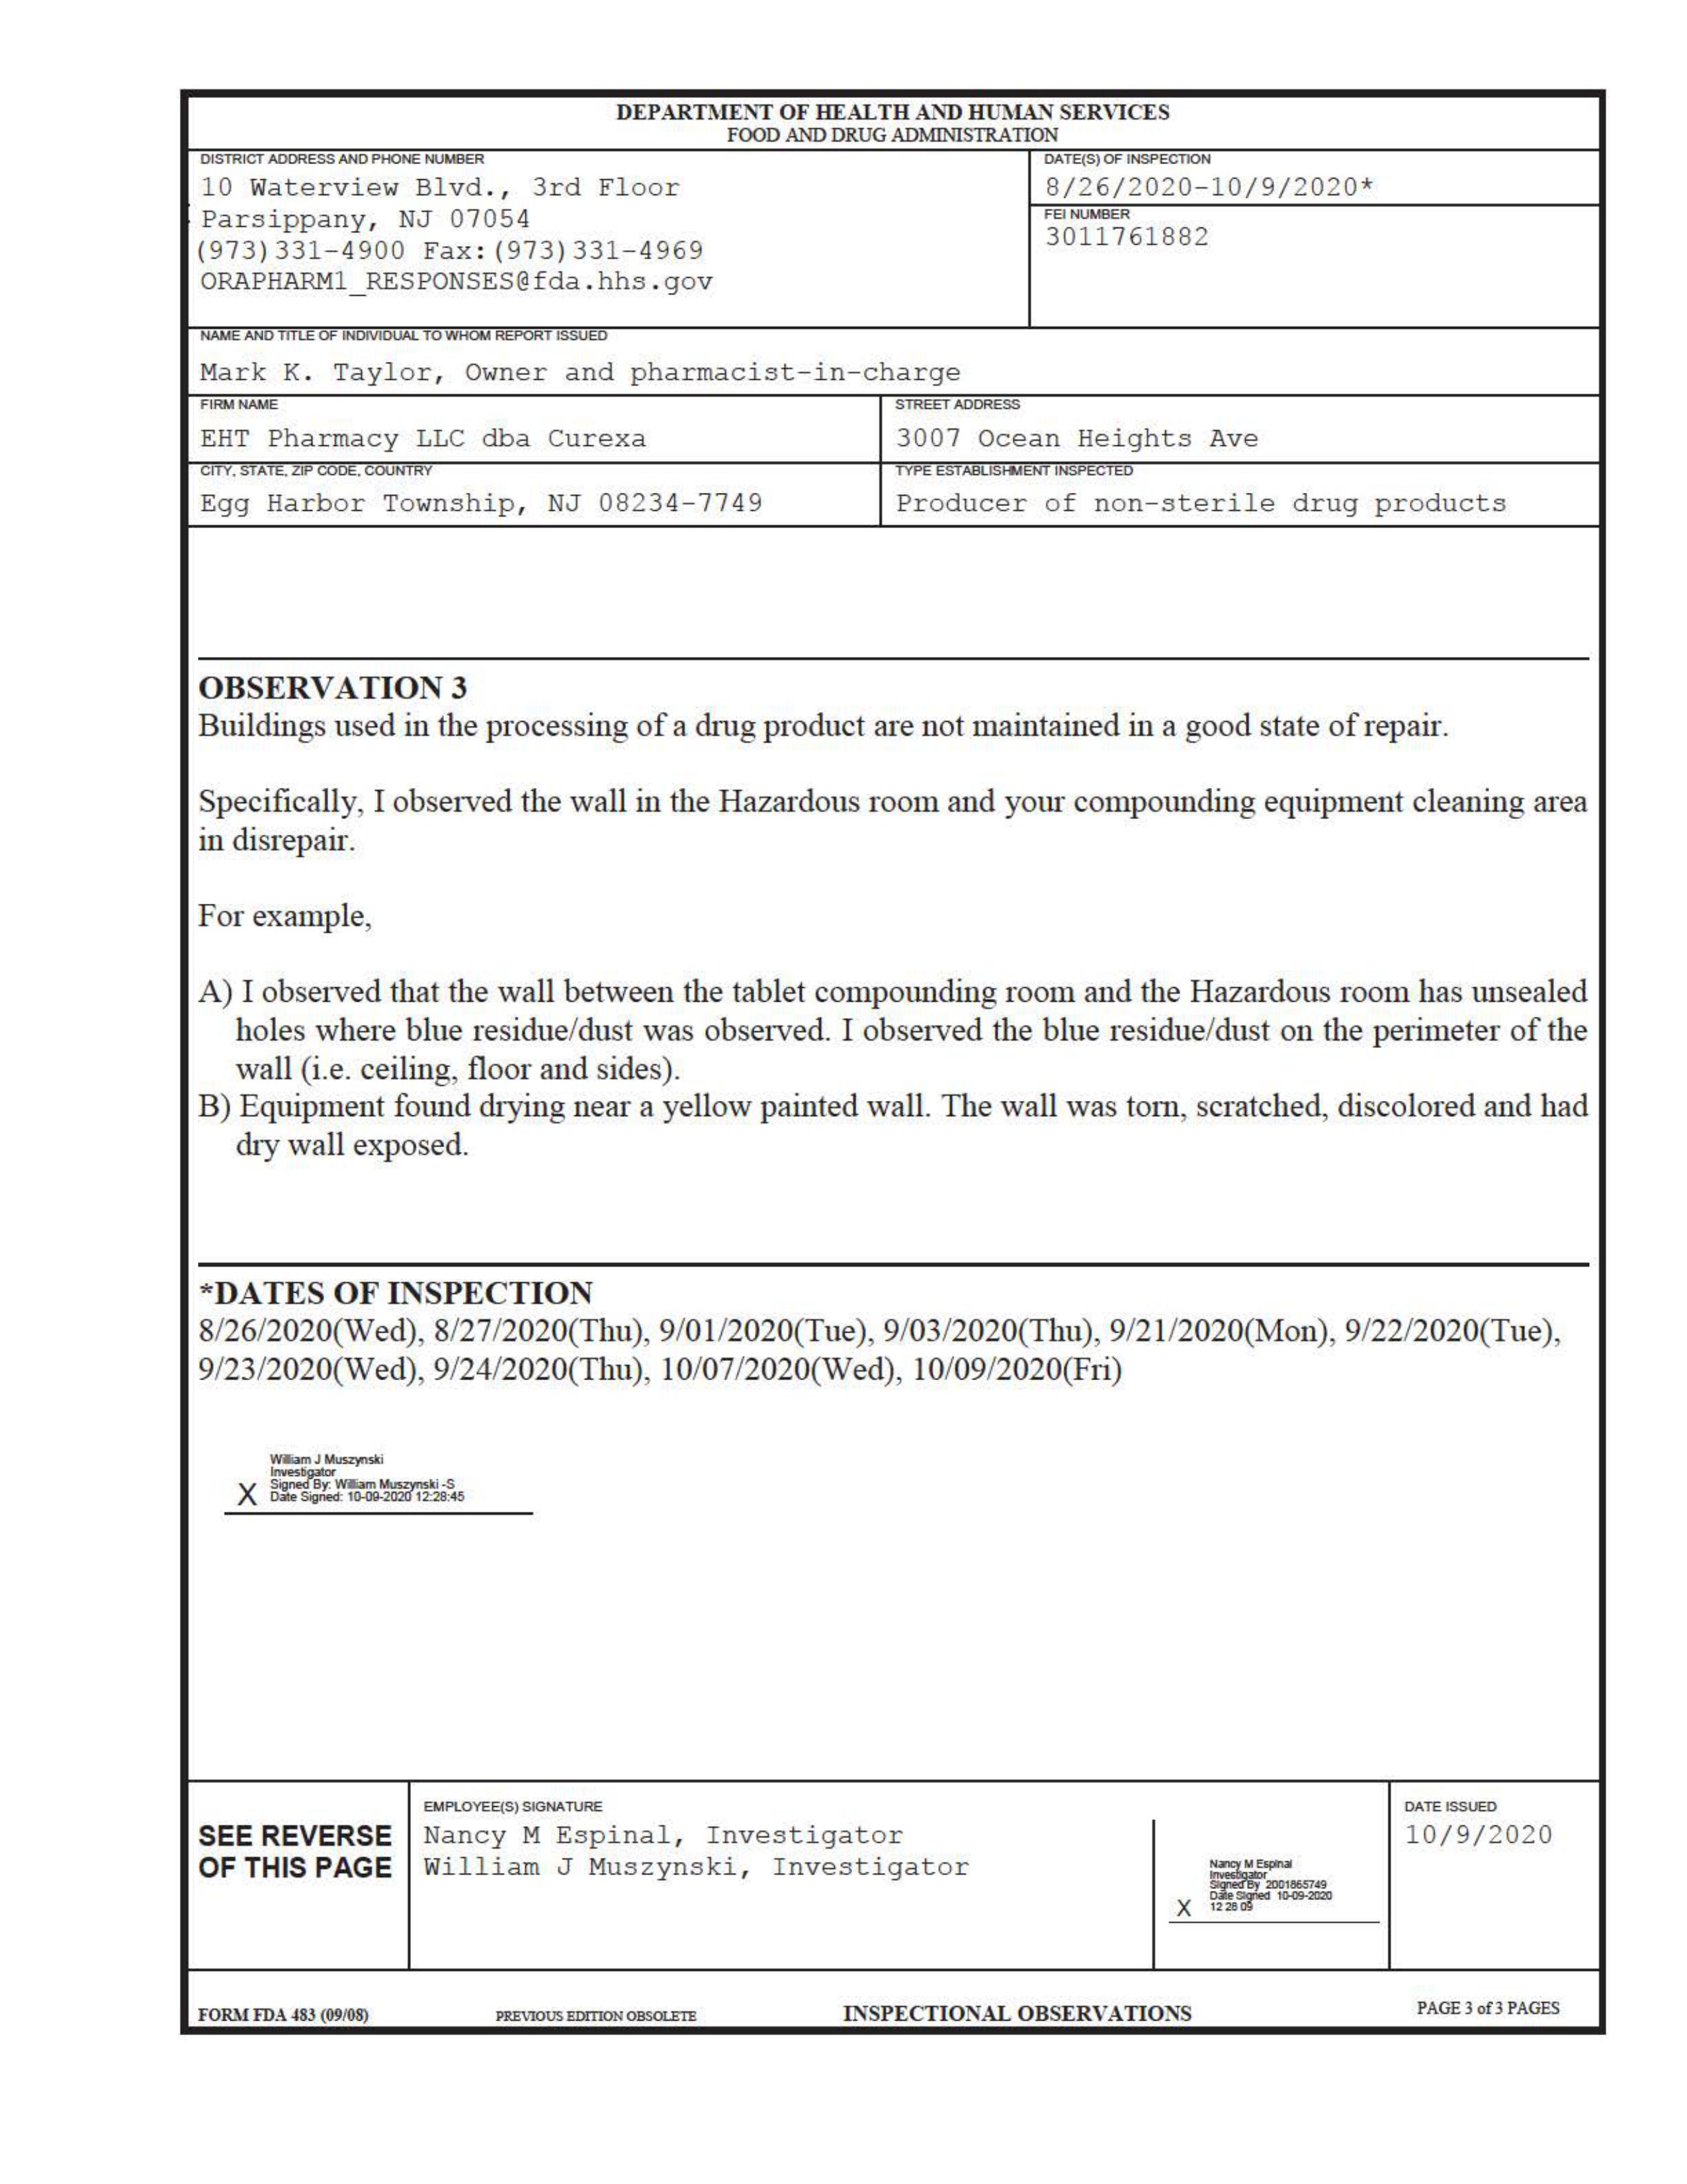 DEPARTMENT OF HEALTH AND HUMAN SERVICES
FOOD AND DRUG ADMINISTRATION
DISTRICT ADDRESS AND PHONE NUMBER
10 Waterview Blvd., 3rd Floor
Parsippany, NJ 07054
(973)331-4900 Fax:(973)331-4969
ORAPHARM1_RESPONSES@fda.hhs.gov
DATE(S) OF INSPECTION
8/26/2020-10/9/2020*
FEI NUMBER
3011761882
NAME AND TITLE OF INDIVIDUAL TO WHOM REPORT ISSUED
Mark K. Taylor, Owner and pharmacist-in-charge
FIRM NAME
EHT Pharmacy LLC dba Curexa
STREET ADDRESS
3007 Ocean Heights Ave
CITY, STATE, ZIP CODE, COUNTRY
Egg Harbor Township, NJ 08234-7749
TYPE ESTABLISHMENT INSPECTED
Producer of non-sterile drug products
OBSERVATION 3
Buildings used in the processing of a drug product are not maintained in a good state of repair.
Specifically, I observed the wall in the Hazardous room and your compounding equipment cleaning area
in disrepair.
For example,
A) I observed that the wall between the tablet compounding room and the Hazardous room has unsealed
holes where blue residue/dust was observed. I observed the blue residue/dust on the perimeter of the
wall (i.e. ceiling, floor and sides).
B) Equipment found drying near a yellow painted wall. The wall was torn, scratched, discolored and had
dry wall exposed.
*DATES OF INSPECTION
8/26/2020(Wed), 8/27/2020(Thu), 9/01/2020(Tue), 9/03/2020(Thu), 9/21/2020(Mon), 9/22/2020(Tue),
9/23/2020(Wed), 9/24/2020(Thu), 10/07/2020(Wed), 10/09/2020(Fri)
William J Muszynski
Investigator
Signed By: William Muszynski -S
X Date Signed: 10-09-2020 12:28:45
SEE REVERSE
OF THIS PAGE
EMPLOYEE(S) SIGNATURE
Nancy M Espinal, Investigator
William J Muszynski, Investigator
Nancy M Espinal
Investigator
Signed By 2001865749
Date Signed 10-09-2020
X 12 28 09
DATE ISSUED
10/9/2020
FORM FDA 483 (09/08)
PREVIOUS EDITION OBSOLETE
INSPECTIONAL OBSERVATIONS
PAGE 3 of 3 PAGES